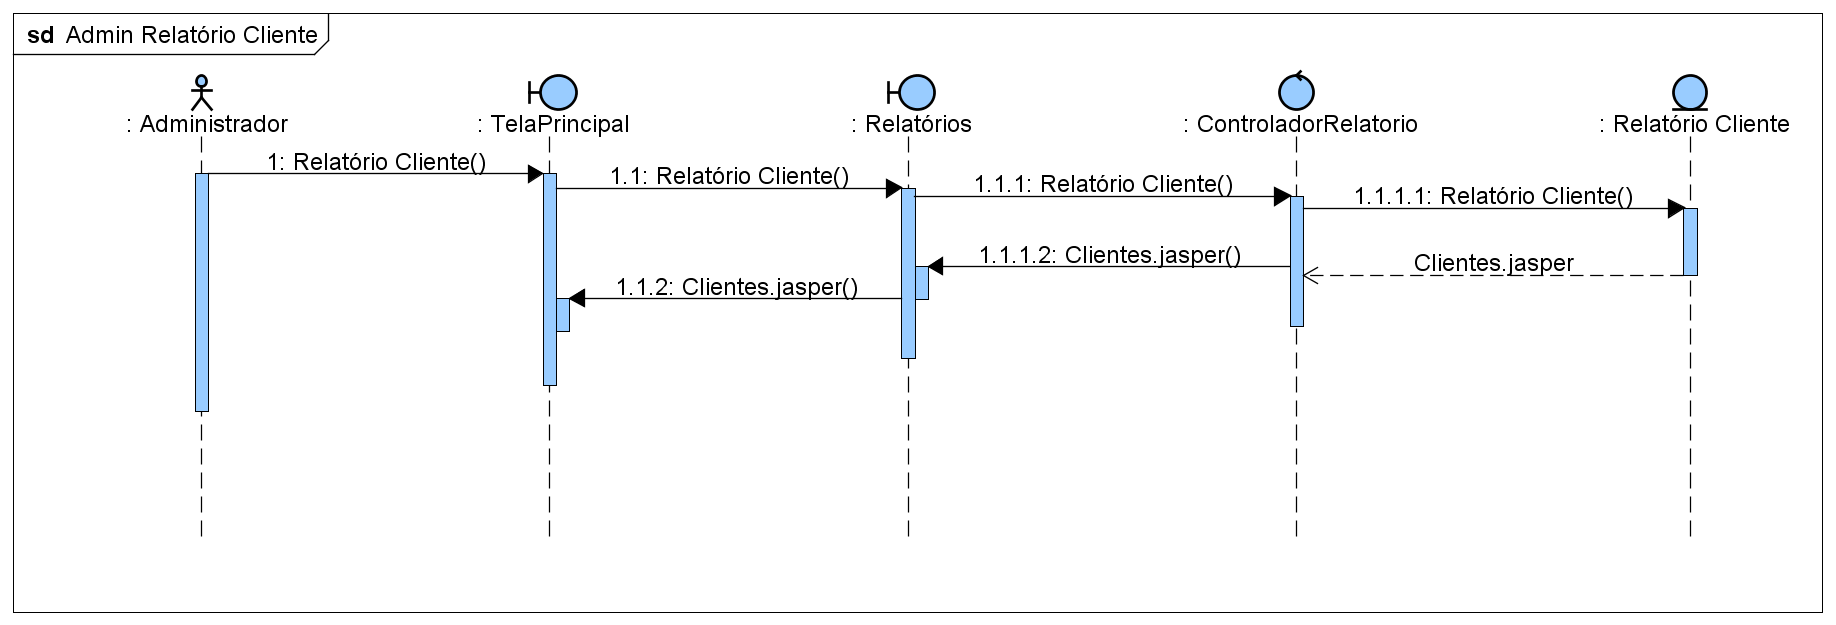 sd Admin Relatório Cliente
: Administrador
: TelaPrincipal
: Relatórios
: ControladorRelatorio
: Relatório Cliente
1: Relatório Cliente()
1.1: Relatório Cliente()
1.1.1: Relatório Cliente()
1.1.1.1: Relatório Cliente()
Clientes.jasper
1.1.1.2: Clientes.jasper()
1.1.2: Clientes.jasper()